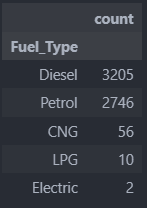 count
Fuel_Type
Diesel 3205
Petrol 2746
CNG 56
LPG 10
Electric 2